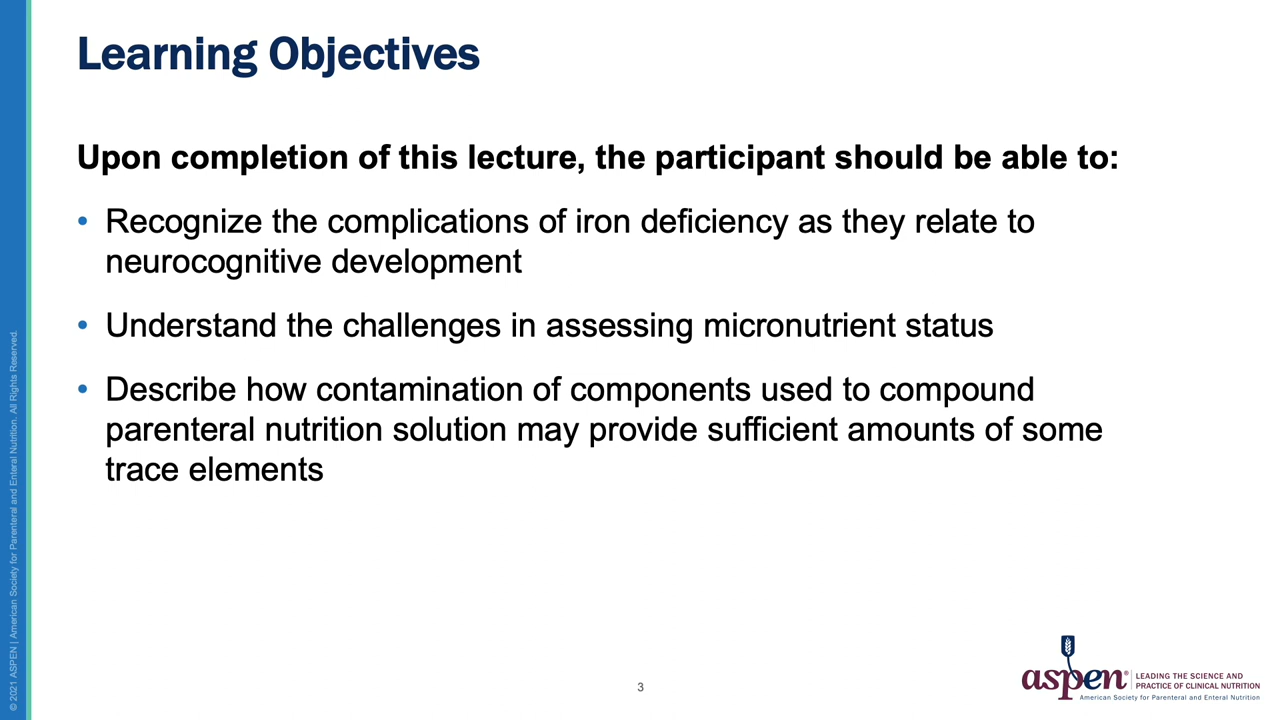 Learning Objectives
Upon completion of this lecture, the participant should be able to:
• Recognize the complications of iron deficiency as they relate to
neurocognitive development
• Understand the challenges in assessing micronutrient status
• Describe how contamination of components used to compound
parenteral nutrition solution may provide sufficient amounts of some
trace elements
© 2021 ASPEN | American Society for Parenteral and Enteral Nutrition. All Rights Reserved.
3
aspen®
LEADING THE SCIENCE AND
PRACTICE OF CLINICAL NUTRITION
American Society for Parenteral and Enteral Nutrition